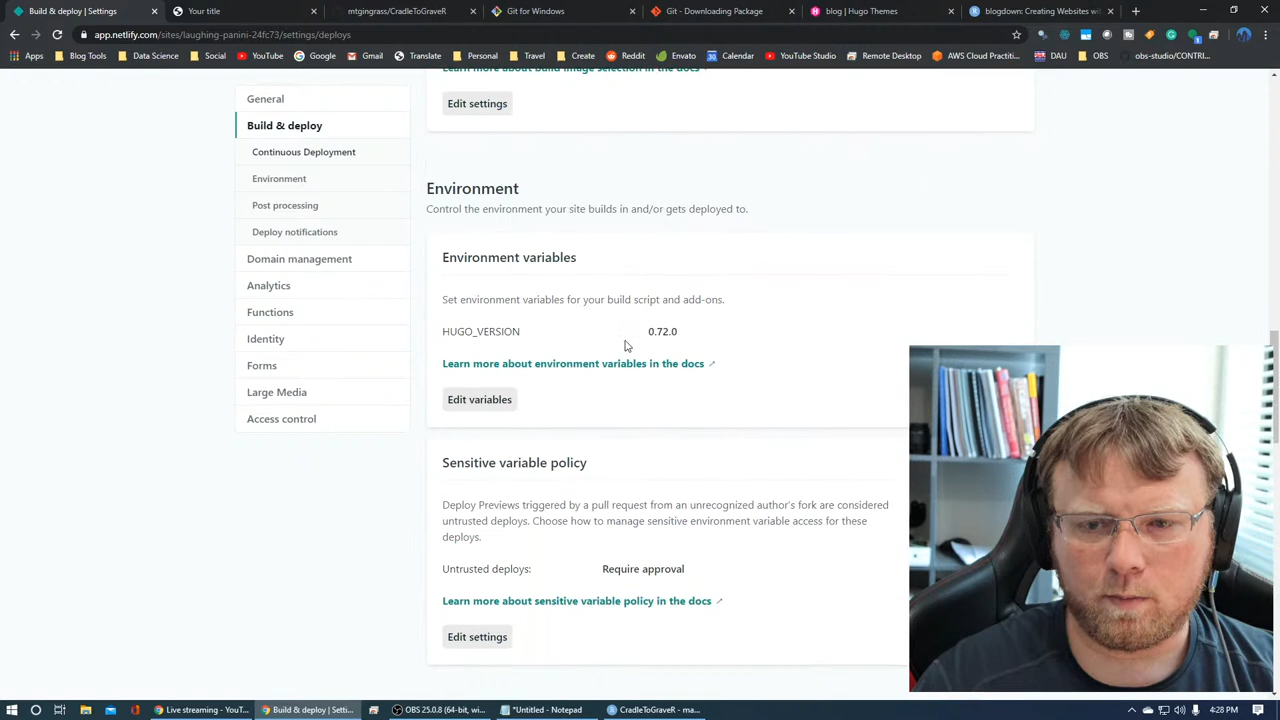 Build & deploy | Settings
Your title
mtgingrass/CradleToGraveR
Git for Windows
Git - Downloading Package
blog | Hugo Themes
blogdown: Creating Websites wit
app.netlify.com/sites/laughing-panini-24fc73/settings/deploys
Apps Blog Tools Data Science Social YouTube Google Gmail Translate Personal Travel Create Reddit Envato Calendar YouTube Studio Remote Desktop AWS Cloud Practiti... DAU OBS obs-studio/CONTRI...
Learn more about build image selection in the docs
Edit settings
General
Build & deploy
Continuous Deployment
Environment
Post processing
Deploy notifications
Domain management
Analytics
Functions
Identity
Forms
Large Media
Access control
Environment
Control the environment your site builds in and/or gets deployed to.
Environment variables
Set environment variables for your build script and add-ons.
HUGO_VERSION 0.72.0
Learn more about environment variables in the docs
Edit variables
Sensitive variable policy
Deploy Previews triggered by a pull request from an unrecognized author's fork are considered
untrusted deploys. Choose how to manage sensitive environment variable access for these
deploys.
Untrusted deploys: Require approval
Learn more about sensitive variable policy in the docs
Edit settings
Live streaming - YouT... Build & deploy | Setti... OBS 25.0.8 (64-bit, wi... *Untitled - Notepad CradleToGraveR - ma... 4:28 PM